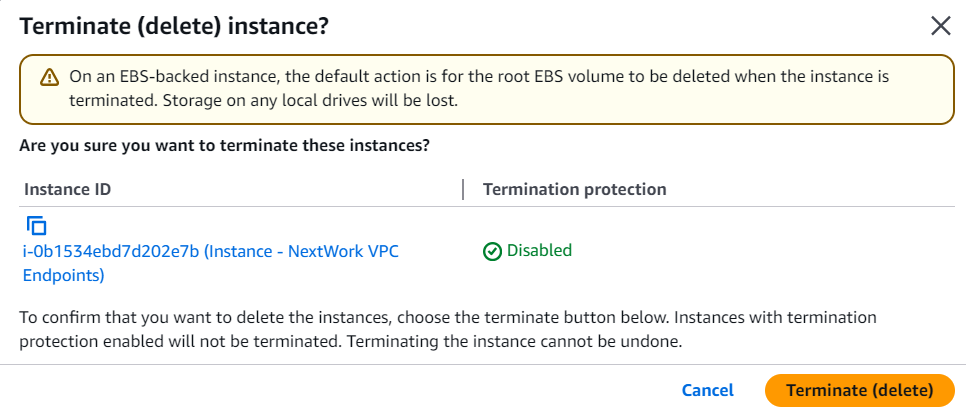 Terminate (delete) instance?
On an EBS-backed instance, the default action is for the root EBS volume to be deleted when the instance is
terminated. Storage on any local drives will be lost.
Are you sure you want to terminate these instances?
Instance ID
Termination protection
i-0b1534ebd7d202e7b (Instance - NextWork VPC
Endpoints)
Disabled
To confirm that you want to delete the instances, choose the terminate button below. Instances with termination
protection enabled will not be terminated. Terminating the instance cannot be undone.
Cancel
Terminate (delete)